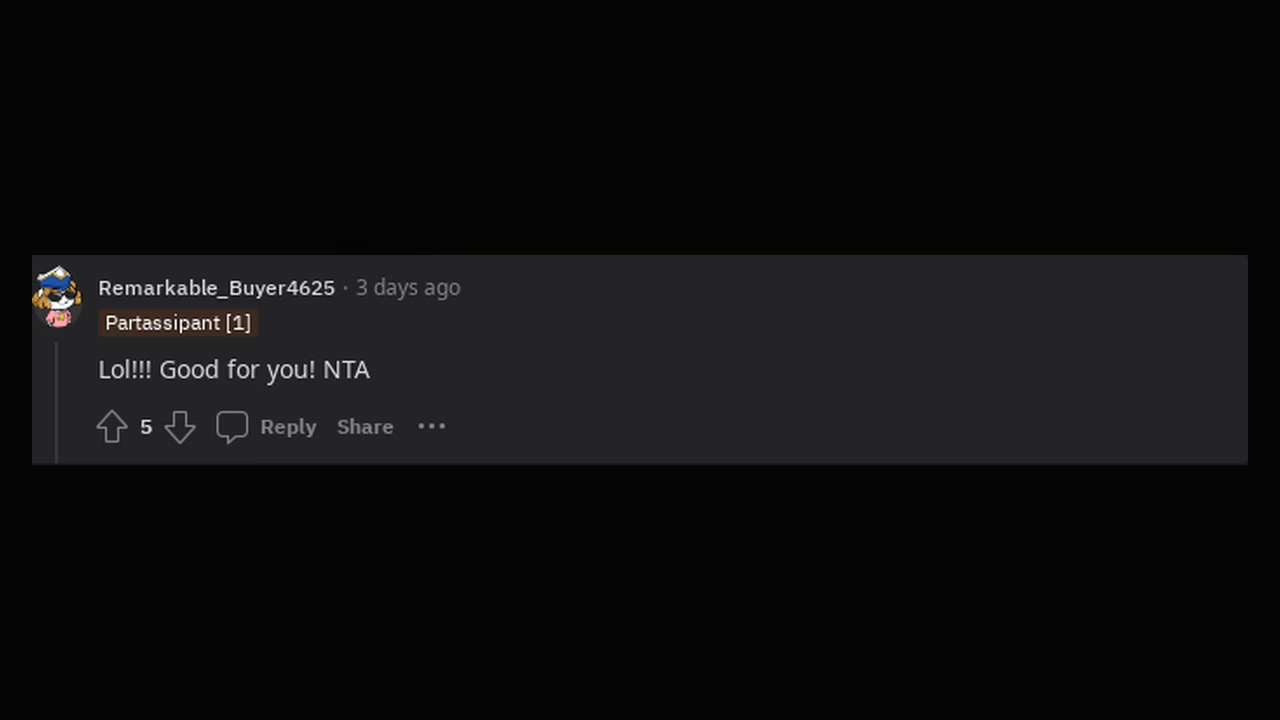 Remarkable_Buyer4625 · 3 days ago
Partassipant [1]
Lol!!! Good for you! NTA
5 Reply Share ···